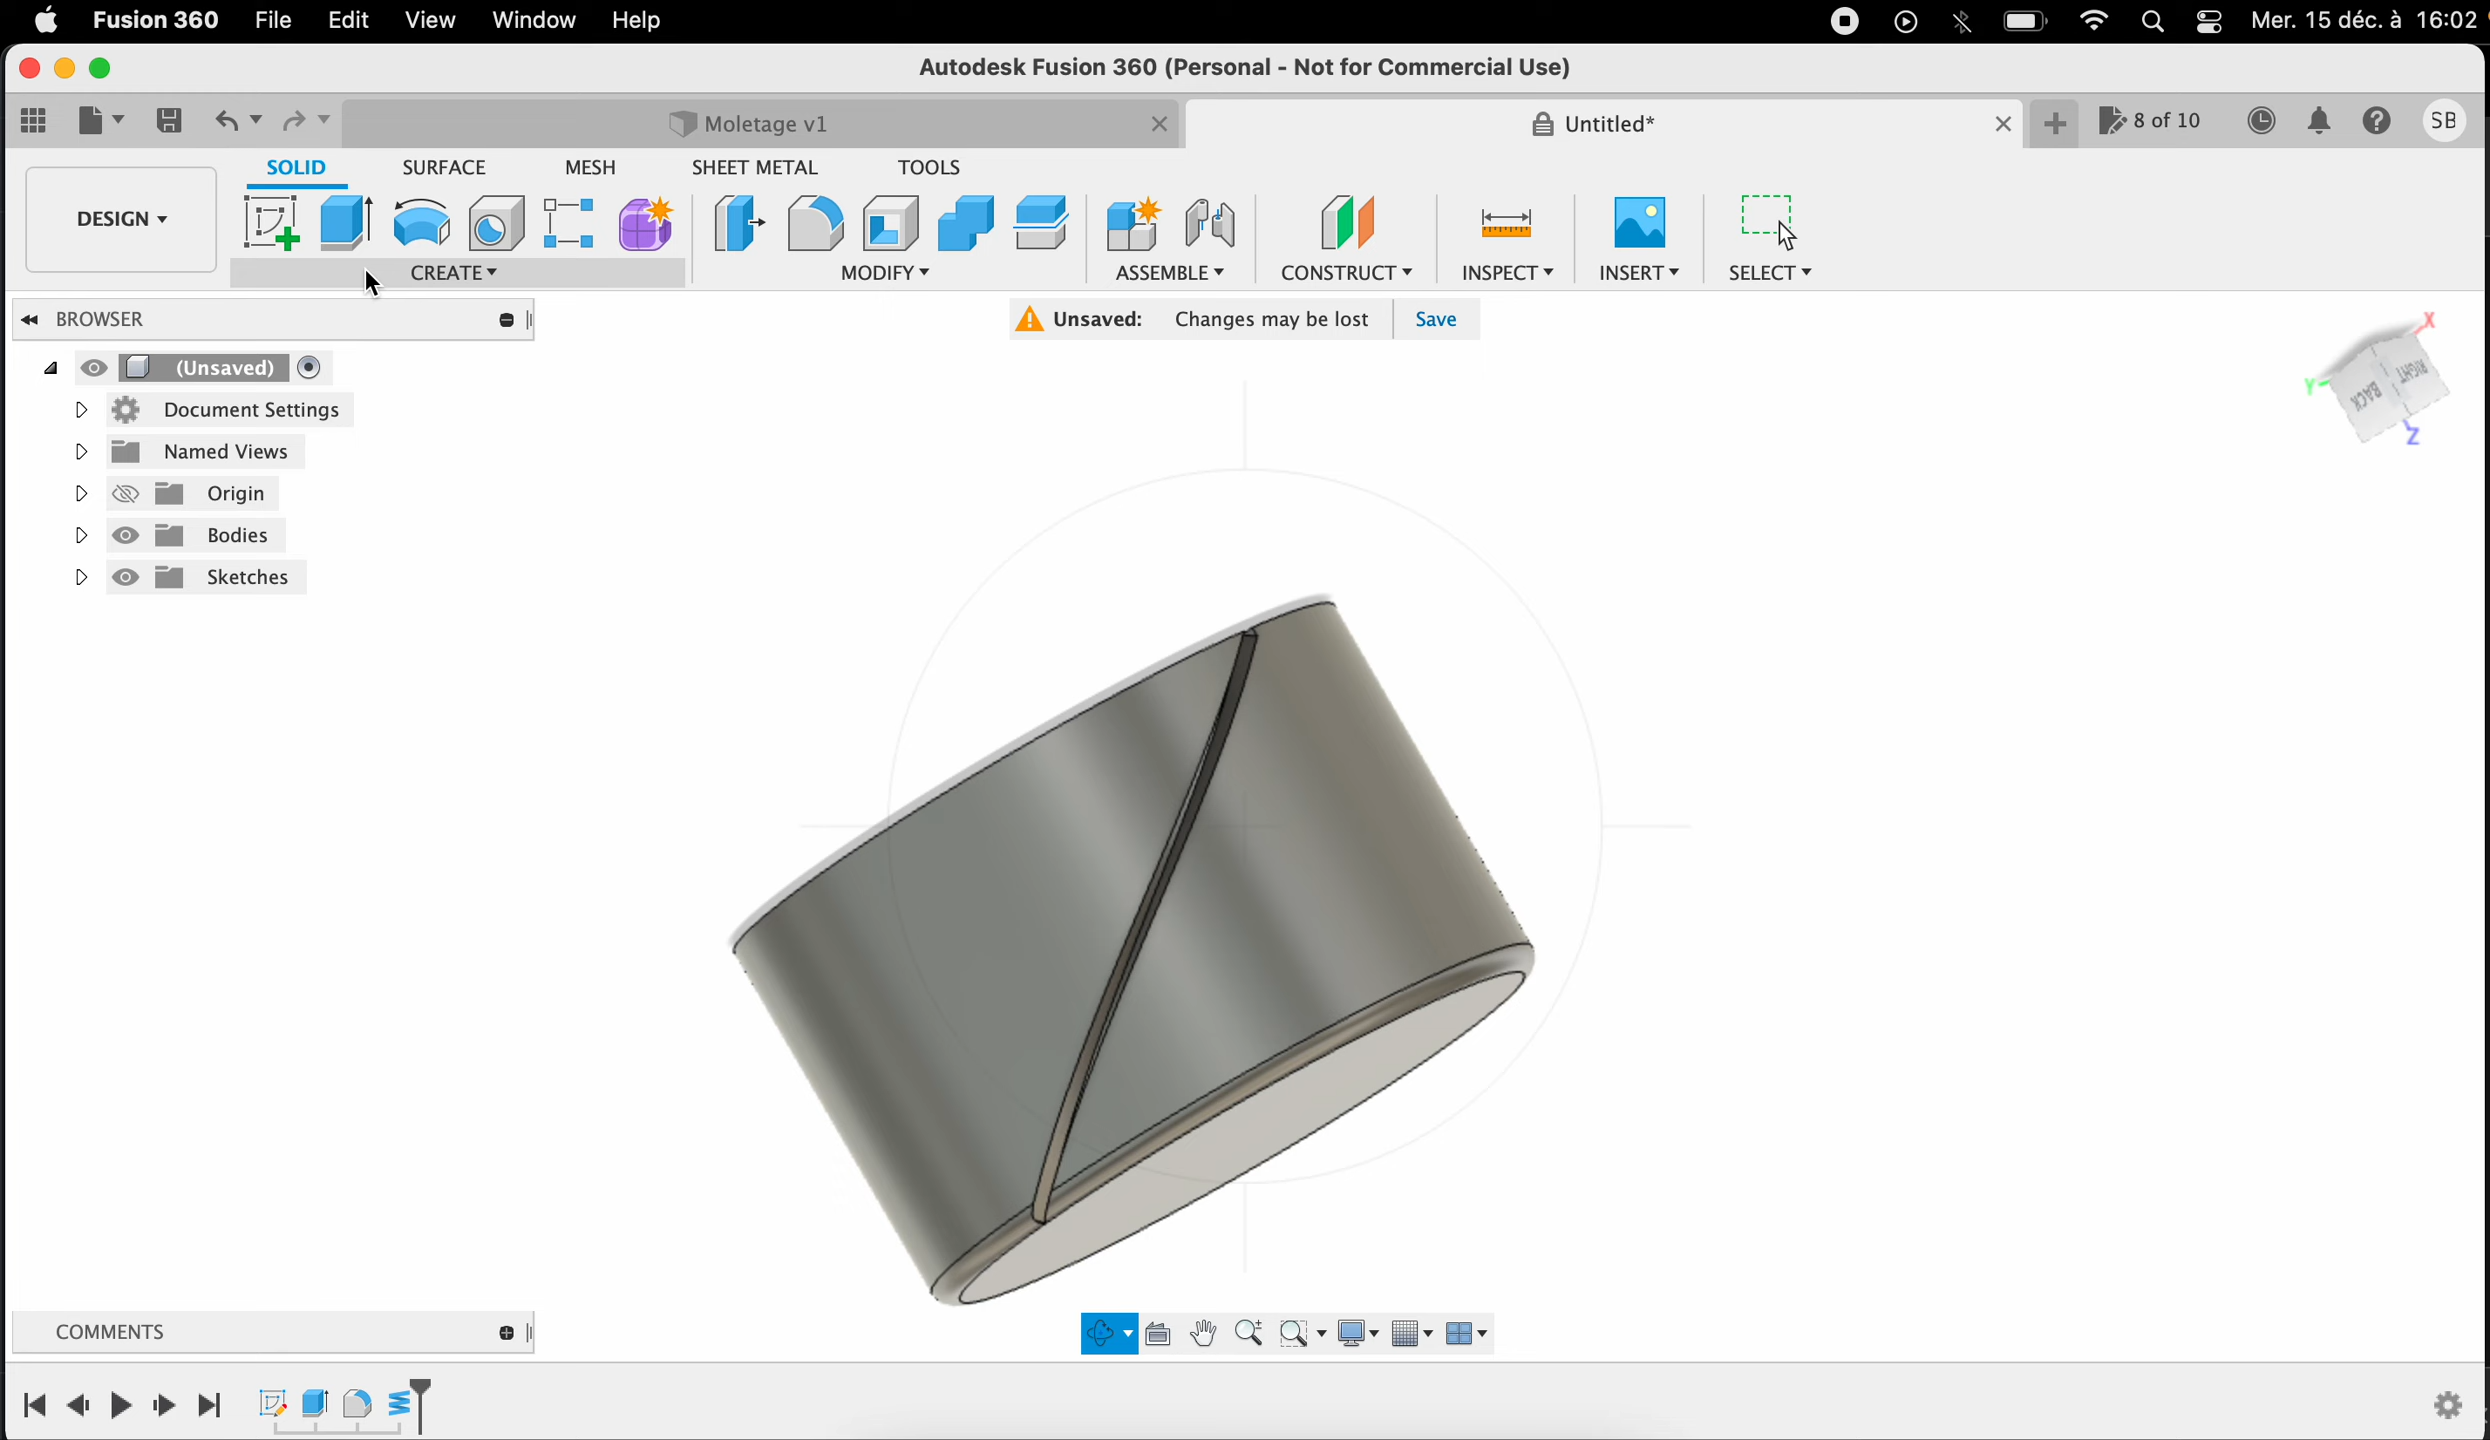 Fusion 360 File Edit View Window Help Mer. 15 déc. à 16:02
Autodesk Fusion 360 (Personal - Not for Commercial Use)
Moletage v1 Untitled* 8 of 10 SB
SOLID SURFACE MESH SHEET METAL TOOLS
DESIGN
CREATE MODIFY ASSEMBLE CONSTRUCT INSPECT INSERT SELECT
BROWSER Unsaved: Changes may be lost Save
(Unsaved)
Document Settings
Named Views
Origin
Bodies
Sketches
X
Y
Z
BACK
RIGHT
COMMENTS